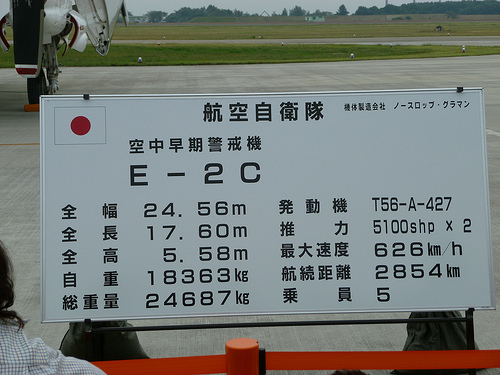 航空自衛隊 機体製造会社 ノースロップ・グラマン
空中早期警戒機
E-2C
全幅 24.56m 発動機 T56-A-427
全長 17.60m 推力 5100shp × 2
全高 5.58m 最大速度 626km/h
自重 18363kg 航続距離 2854km
総重量 24687kg 乗員 5